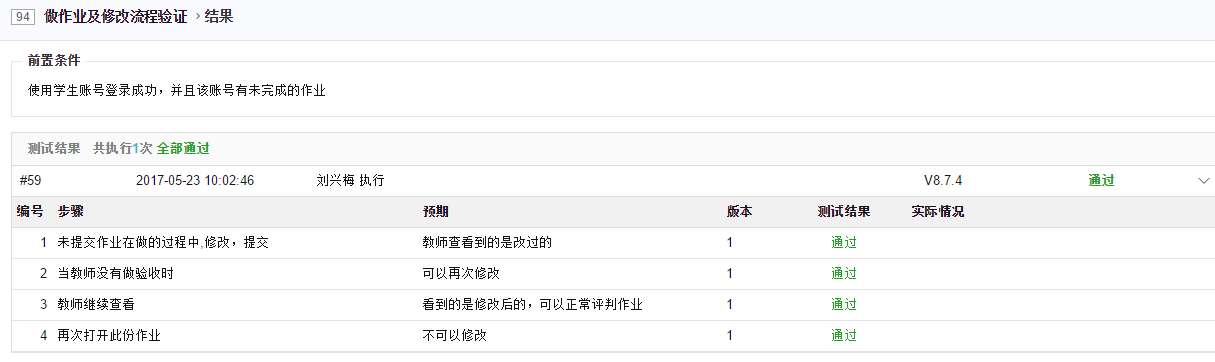 94 做作业及修改流程验证 › 结果
前置条件
使用学生账号登录成功，并且该账号有未完成的作业
测试结果 共执行1次 全部通过
#59 2017-05-23 10:02:46 刘兴梅 执行 V8.7.4 通过
编号 步骤 预期 版本 测试结果 实际情况
1 未提交作业在做的过程中,修改，提交 教师查看到的是改过的 1 通过
2 当教师没有做验收时 可以再次修改 1 通过
3 教师继续查看 看到的是修改后的，可以正常评判作业 1 通过
4 再次打开此份作业 不可以修改 1 通过